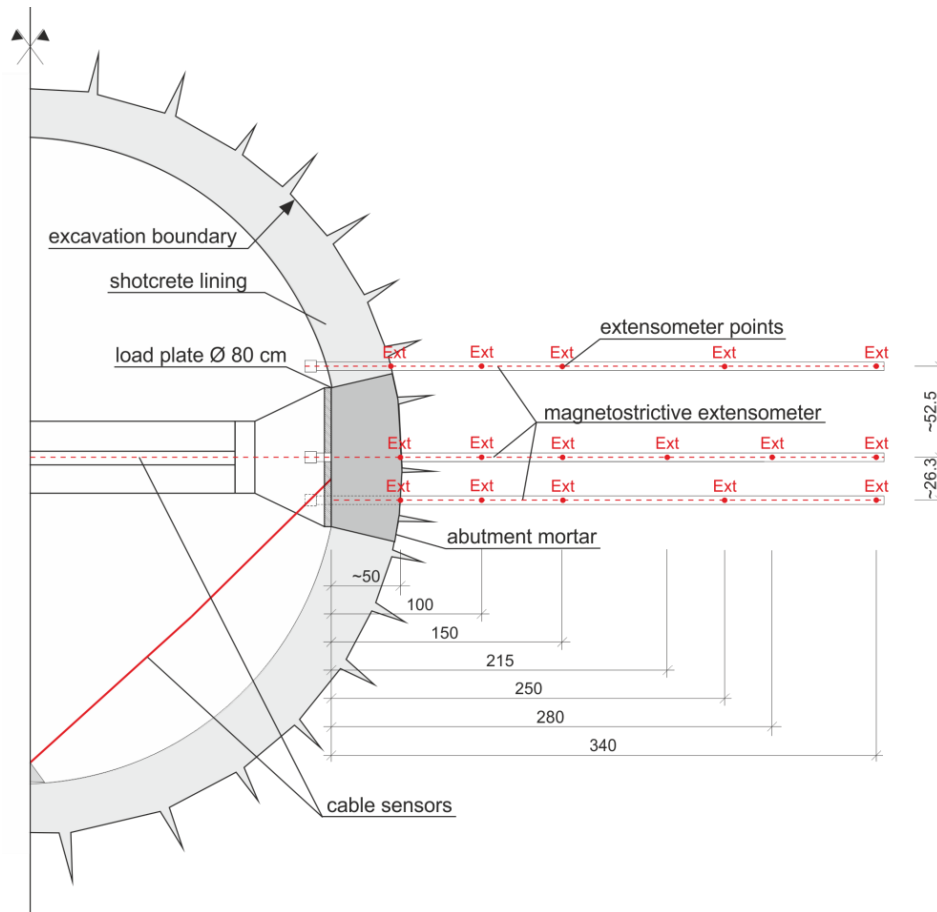 excavation boundary
shotcrete lining
extensometer points
load plate Ø 80 cm
Ext Ext Ext Ext Ext
~52.5
magnetostrictive extensometer
Ext Ext Ext Ext Ext Ext
~26.3
Ext Ext Ext Ext Ext
abutment mortar
~50
100
150
215
250
280
340
cable sensors